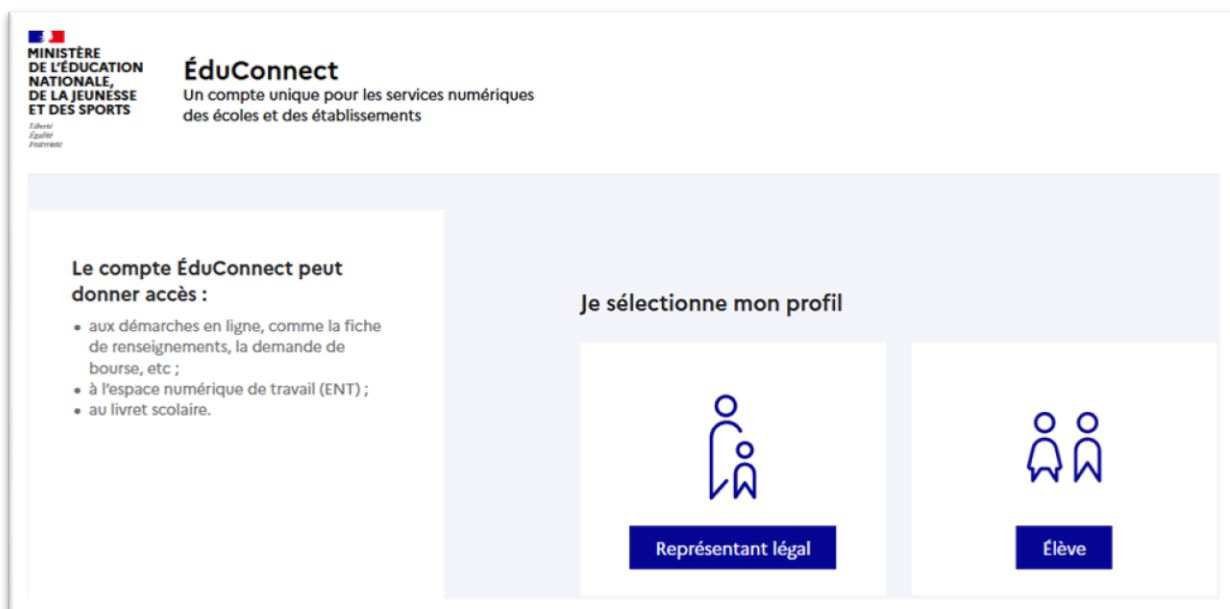 MINISTÈRE
DE L'ÉDUCATION
NATIONALE,
DE LA JEUNESSE
ET DES SPORTS
Liberté
Égalité
Fraternité
ÉduConnect
Un compte unique pour les services numériques
des écoles et des établissements
Le compte ÉduConnect peut
donner accès :
• aux démarches en ligne, comme la fiche
de renseignements, la demande de
bourse, etc ;
• à l'espace numérique de travail (ENT) ;
• au livret scolaire.
Je sélectionne mon profil
Représentant légal
Élève